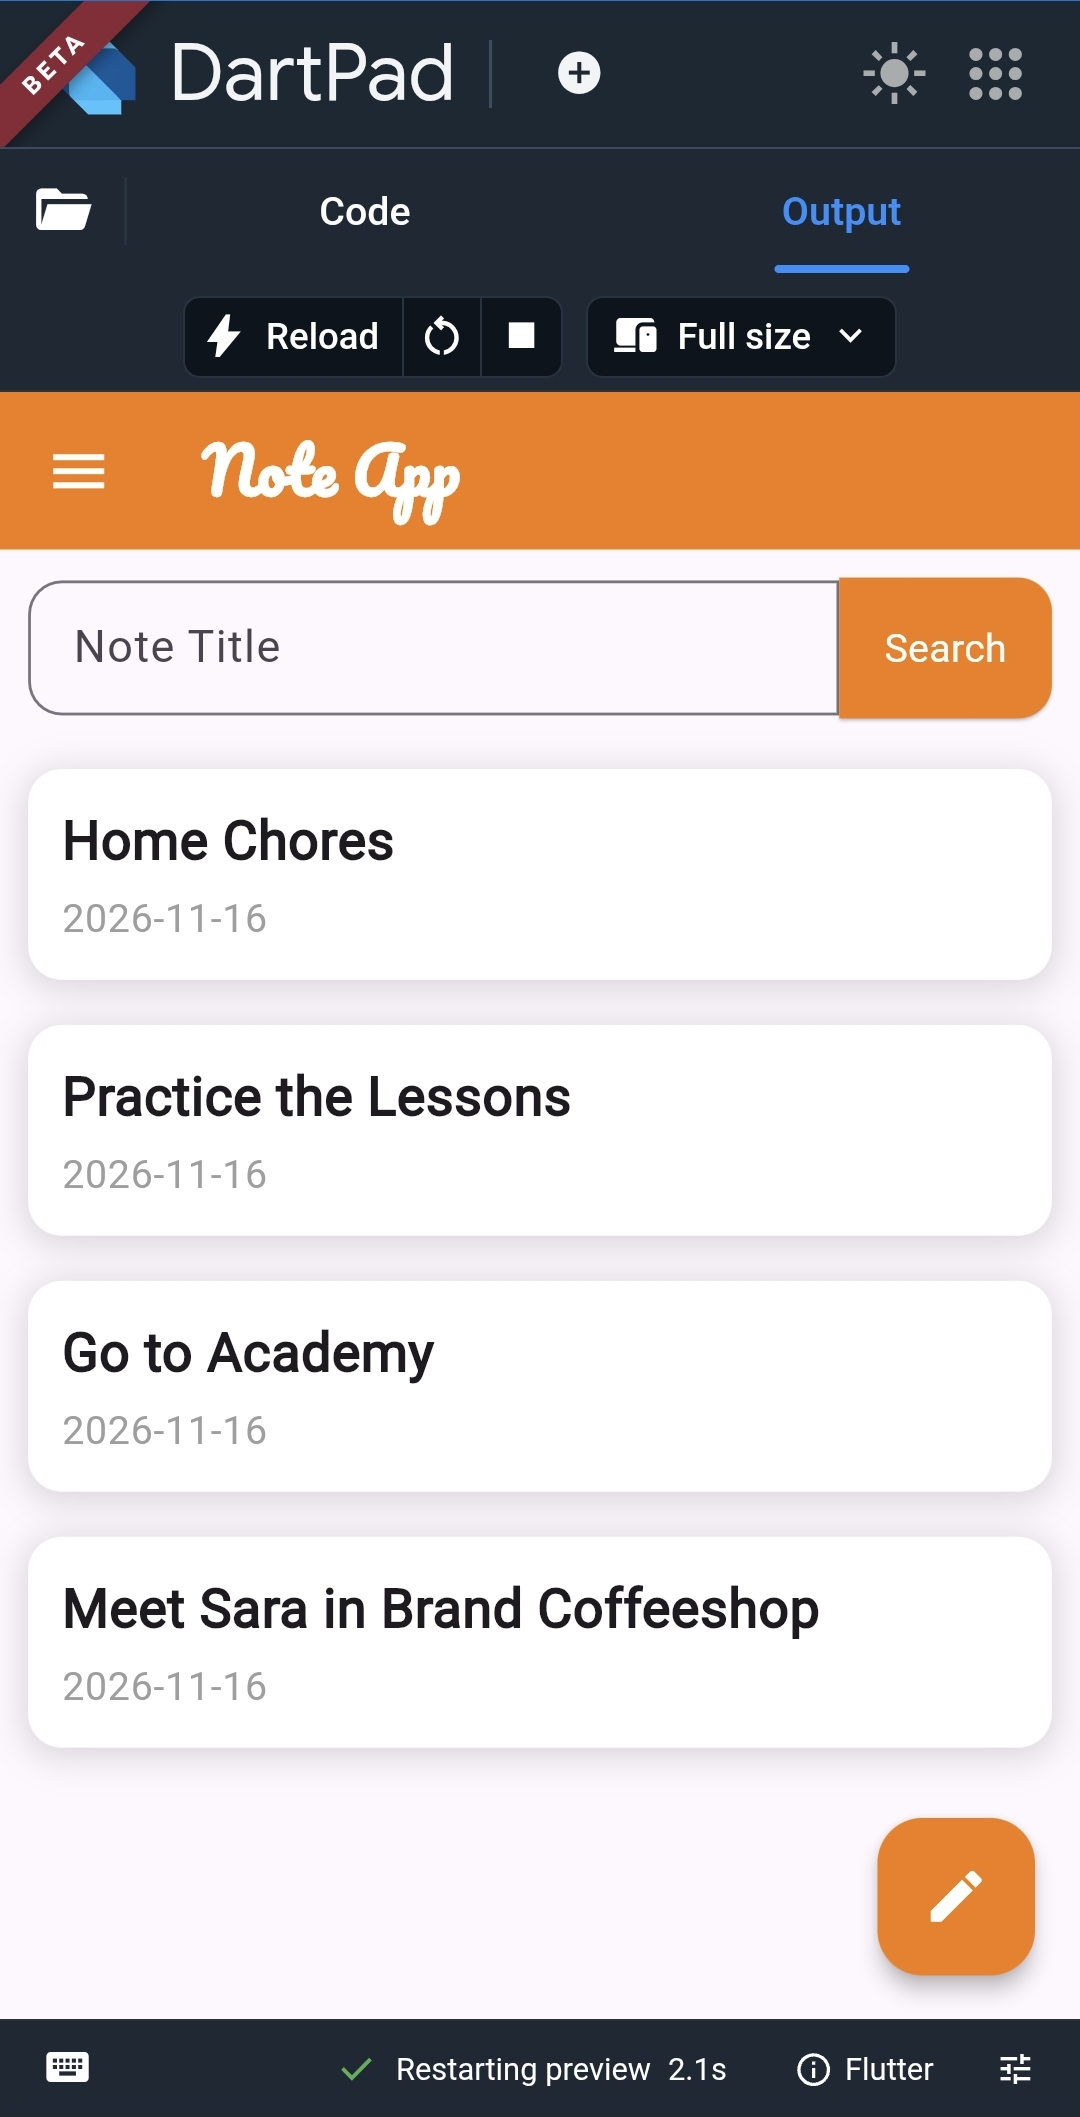 BETA
DartPad
Code Output
Reload Full size
Note App
Note Title Search
Home Chores
2026-11-16
Practice the Lessons
2026-11-16
Go to Academy
2026-11-16
Meet Sara in Brand Coffeeshop
2026-11-16
Restarting preview 2.1s Flutter